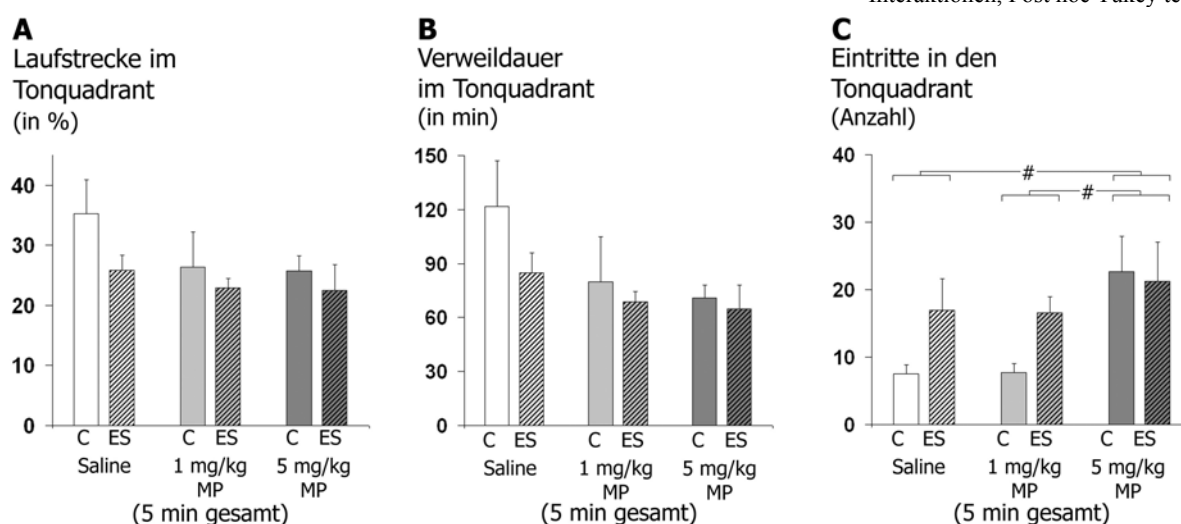 Interaktionen, Post hoc Tukey te
A
Laufstrecke im
Tonquadrant
(in %)
40
30
20
10
0
C ES C ES C ES
Saline 1 mg/kg MP 5 mg/kg MP
(5 min gesamt)
B
Verweildauer
im Tonquadrant
(in min)
150
120
90
60
30
0
C ES C ES C ES
Saline 1 mg/kg MP 5 mg/kg MP
(5 min gesamt)
C
Eintritte in den
Tonquadrant
(Anzahl)
40
30
20
10
0
#
#
C ES C ES C ES
Saline 1 mg/kg MP 5 mg/kg MP
(5 min gesamt)